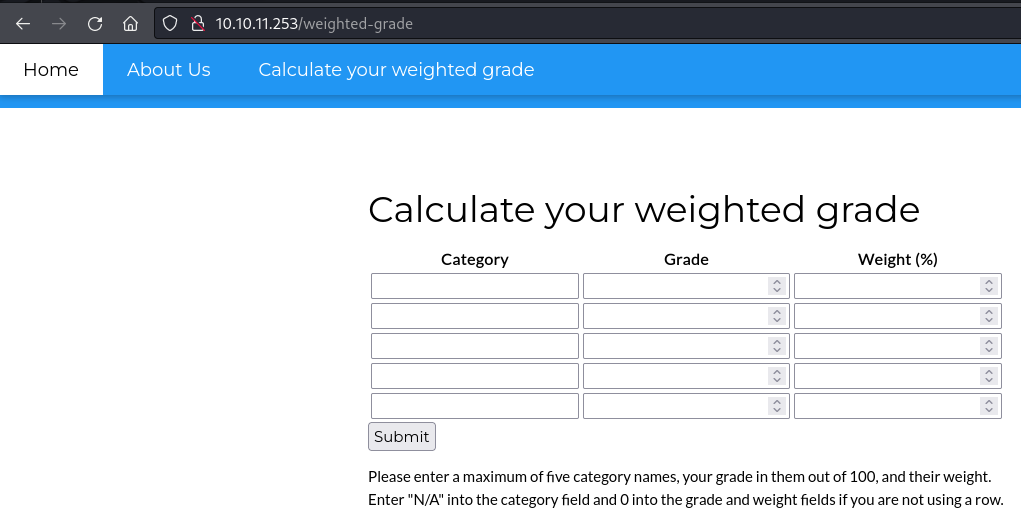 10.10.11.253/weighted-grade
Home About Us Calculate your weighted grade
Calculate your weighted grade
Category Grade Weight (%)
Submit
Please enter a maximum of five category names, your grade in them out of 100, and their weight.
Enter "N/A" into the category field and 0 into the grade and weight fields if you are not using a row.